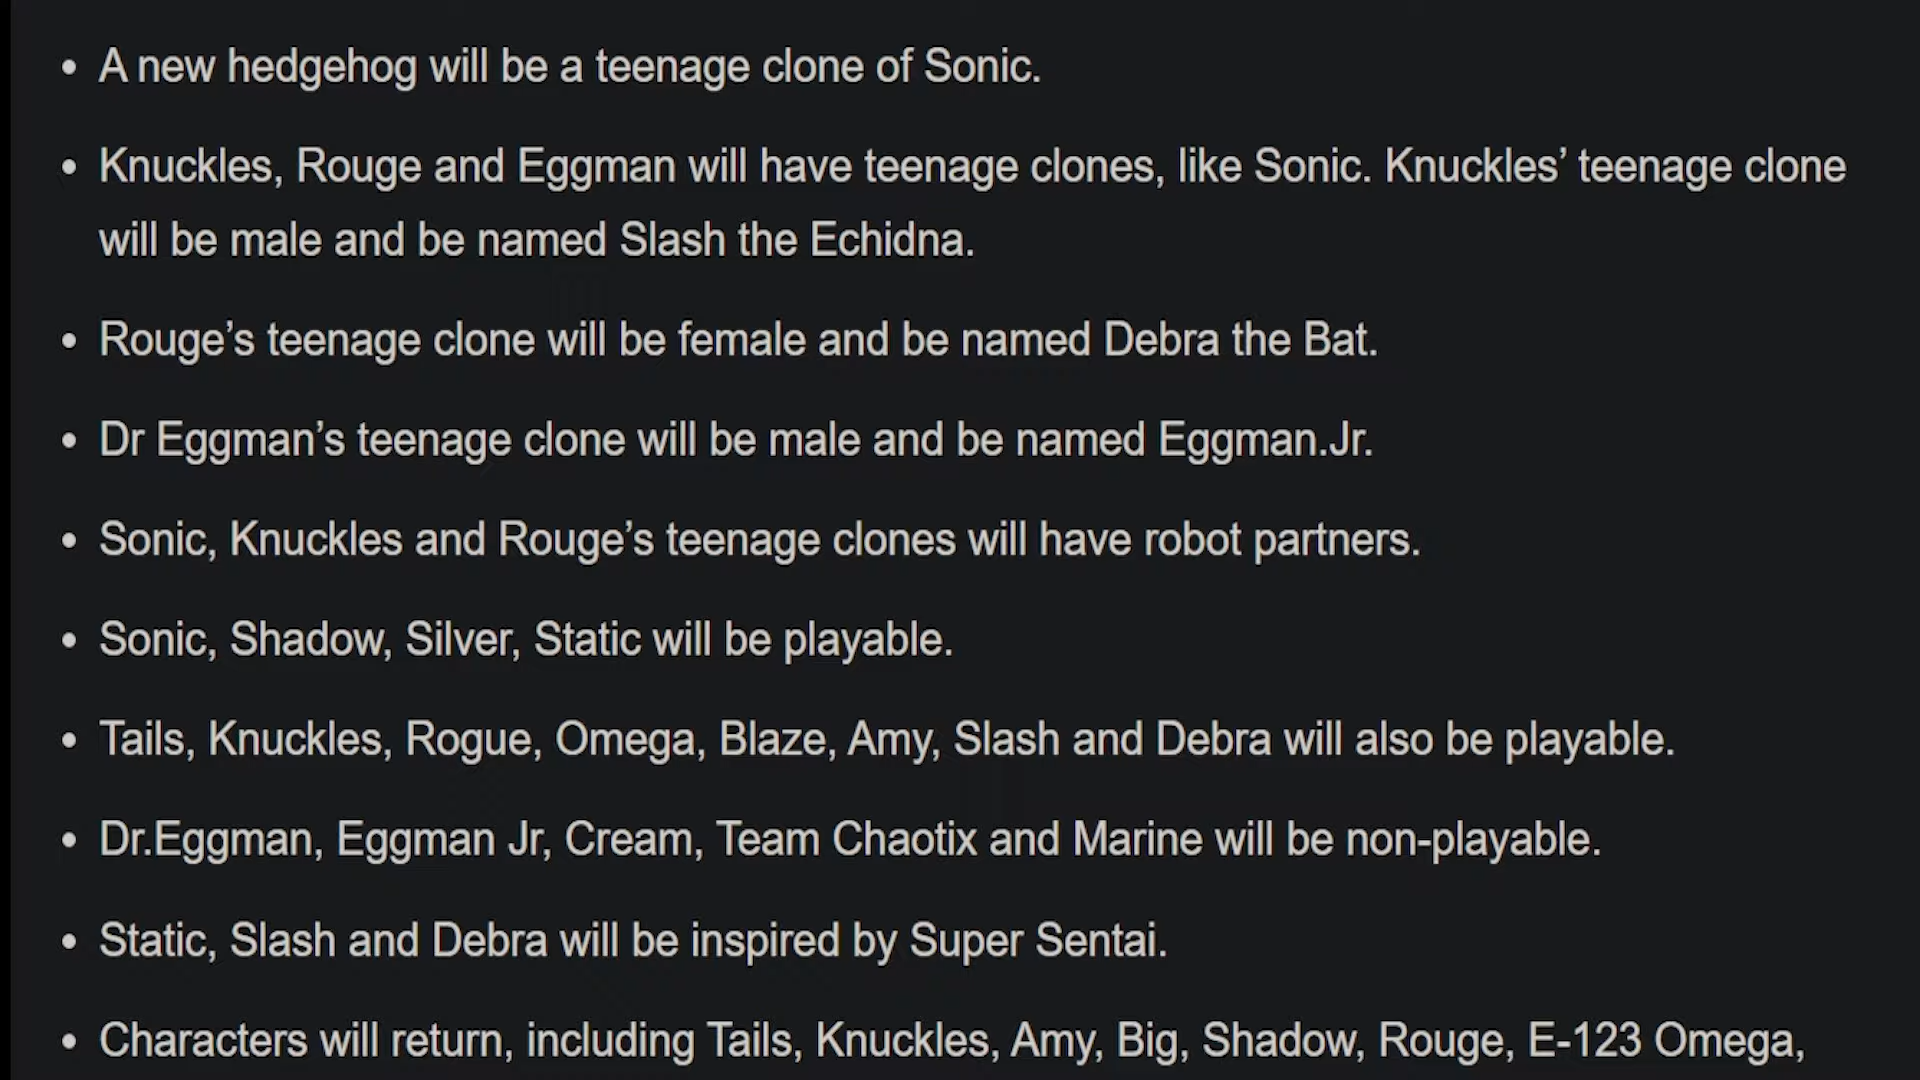 • A new hedgehog will be a teenage clone of Sonic.
• Knuckles, Rouge and Eggman will have teenage clones, like Sonic. Knuckles’ teenage clone
will be male and be named Slash the Echidna.
• Rouge’s teenage clone will be female and be named Debra the Bat.
• Dr Eggman’s teenage clone will be male and be named Eggman.Jr.
• Sonic, Knuckles and Rouge’s teenage clones will have robot partners.
• Sonic, Shadow, Silver, Static will be playable.
• Tails, Knuckles, Rogue, Omega, Blaze, Amy, Slash and Debra will also be playable.
• Dr.Eggman, Eggman Jr, Cream, Team Chaotix and Marine will be non-playable.
• Static, Slash and Debra will be inspired by Super Sentai.
• Characters will return, including Tails, Knuckles, Amy, Big, Shadow, Rouge, E-123 Omega,